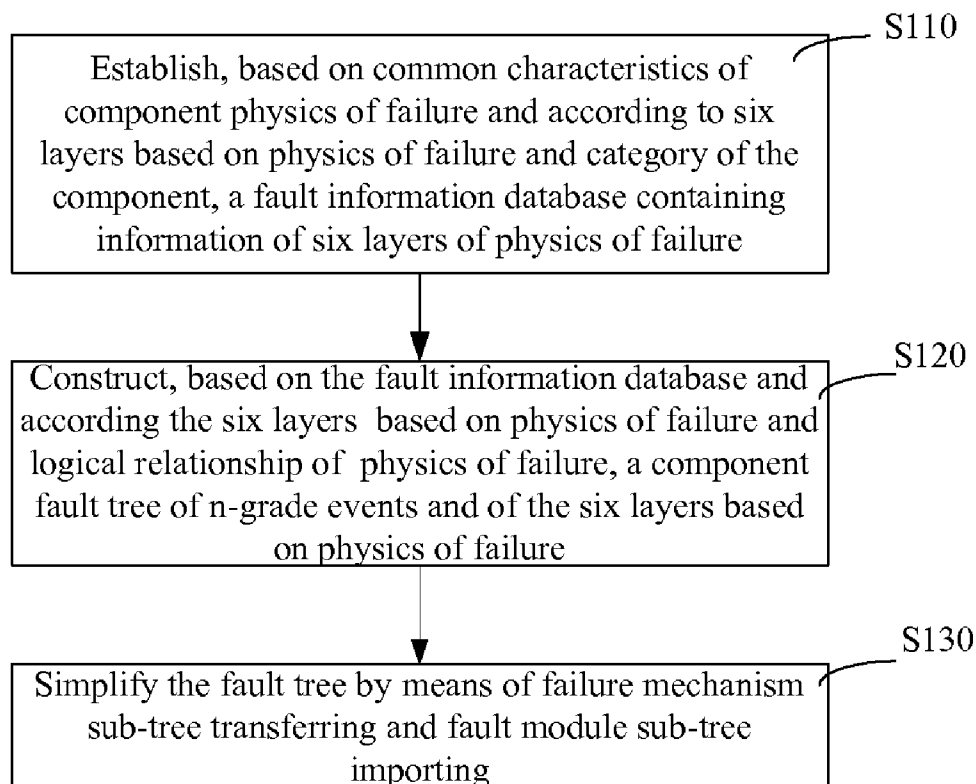 S110
Establish, based on common characteristics of
component physics of failure and according to six
layers based on physics of failure and category of the
component, a fault information database containing
information of six layers of physics of failure
S120
Construct, based on the fault information database and
according the six layers based on physics of failure and
logical relationship of physics of failure, a component
fault tree of n-grade events and of the six layers based
on physics of failure
S130
Simplify the fault tree by means of failure mechanism
sub-tree transferring and fault module sub-tree
importing